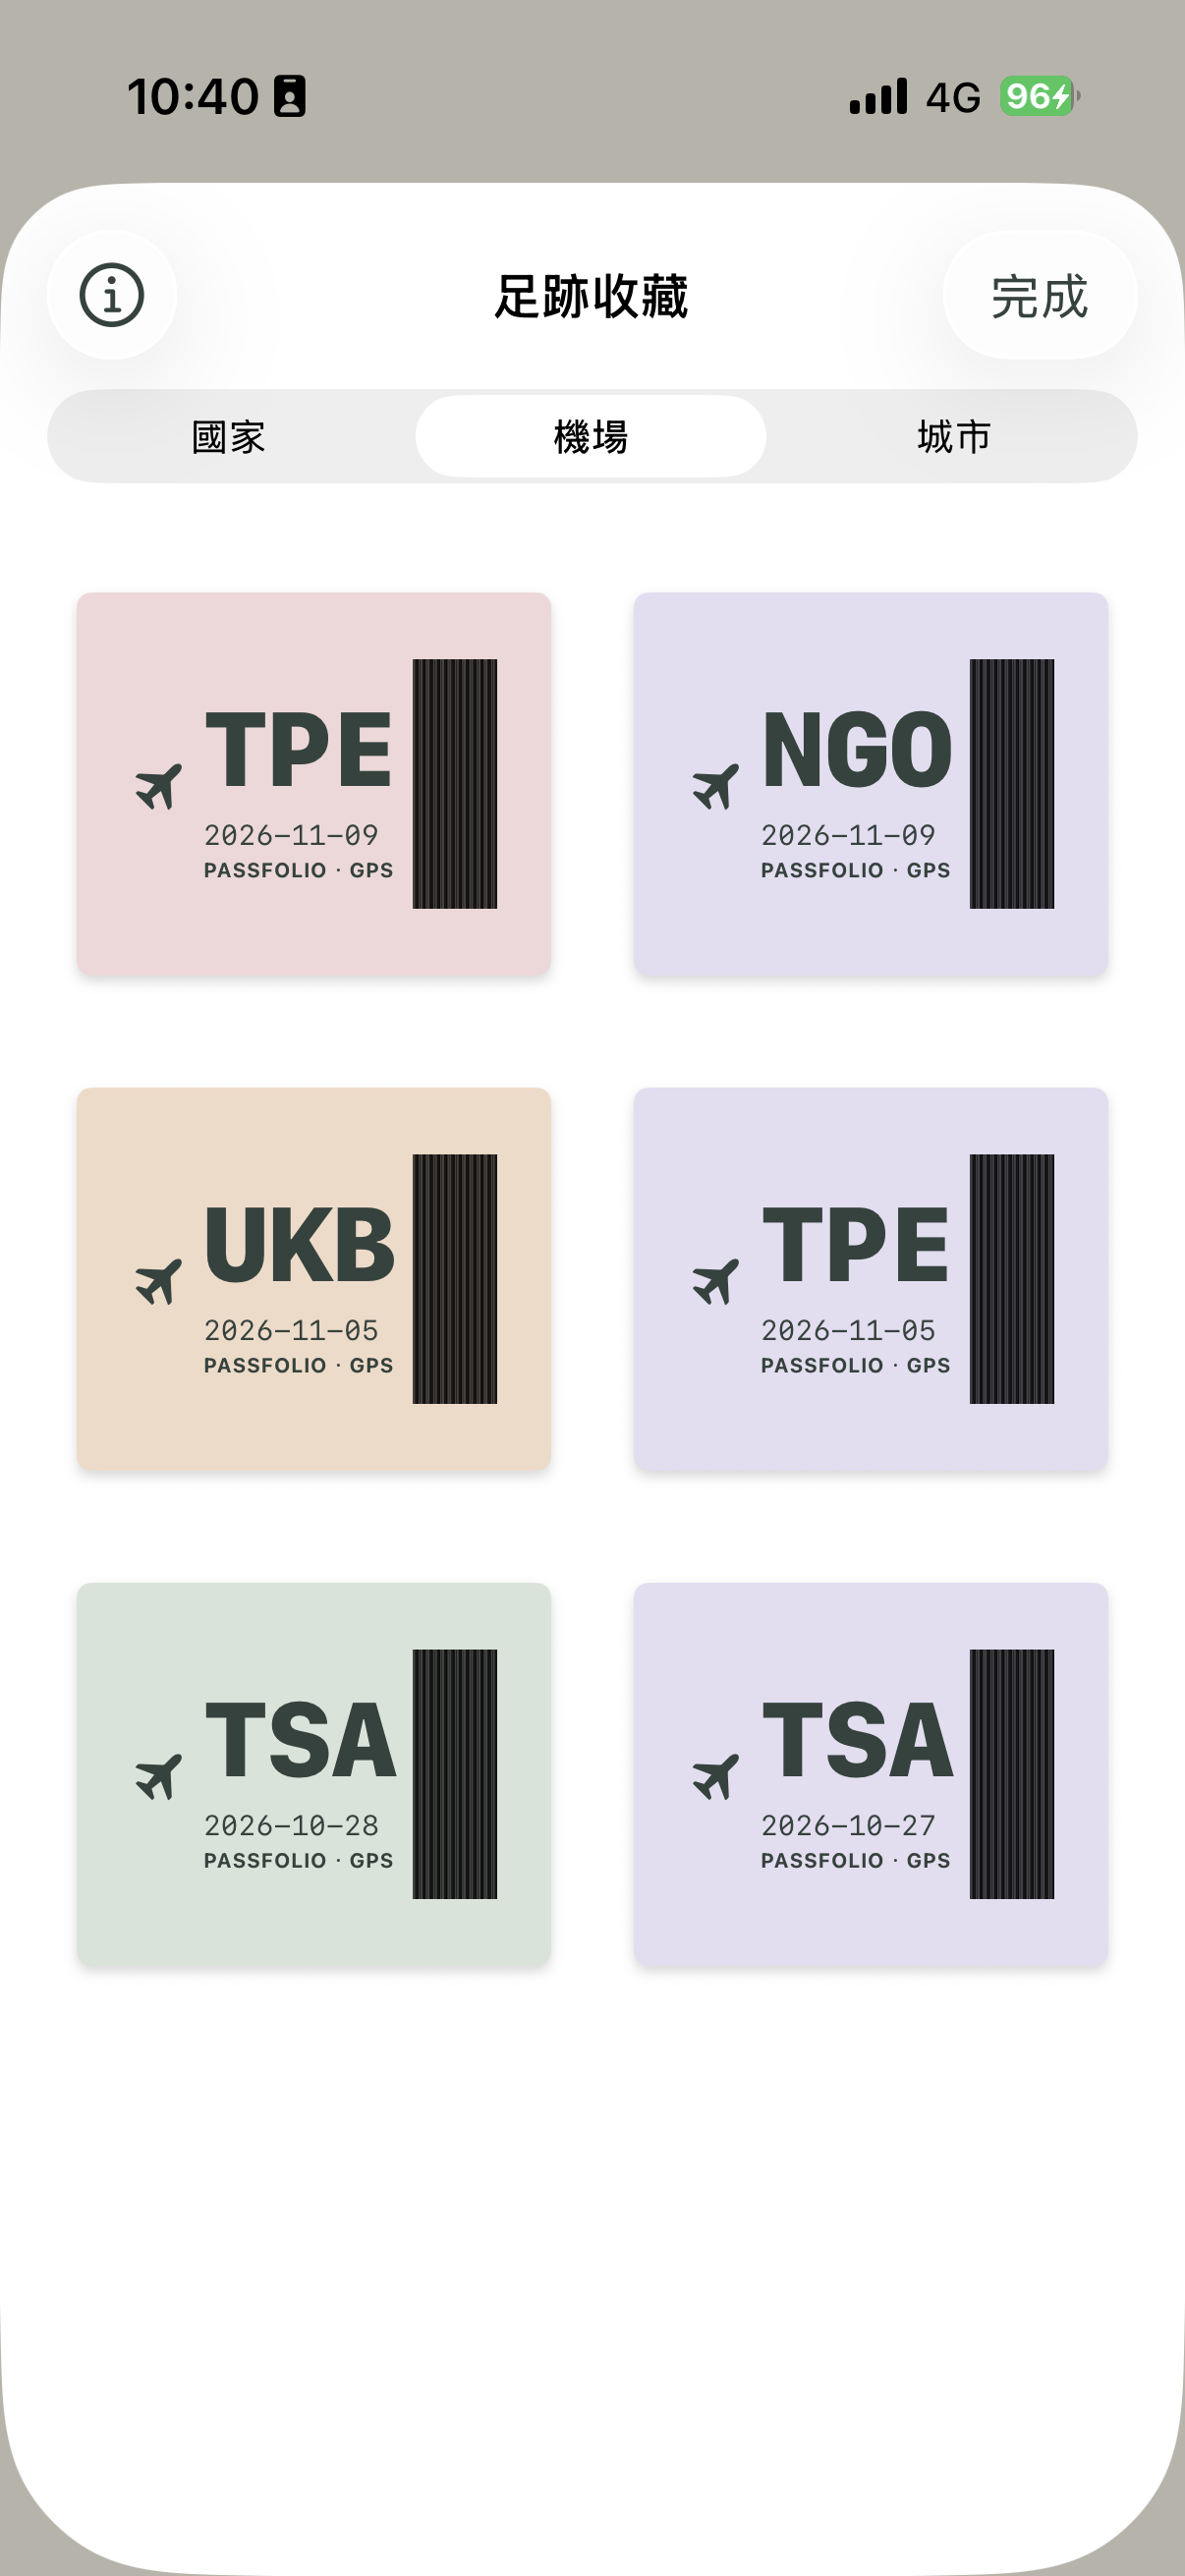 10:40
4G
96
足跡收藏
完成
國家
機場
城市
TPE
2026-11-09
PASSFOLIO · GPS
NGO
2026-11-09
PASSFOLIO · GPS
UKB
2026-11-05
PASSFOLIO · GPS
TPE
2026-11-05
PASSFOLIO · GPS
TSA
2026-10-28
PASSFOLIO · GPS
TSA
2026-10-27
PASSFOLIO · GPS